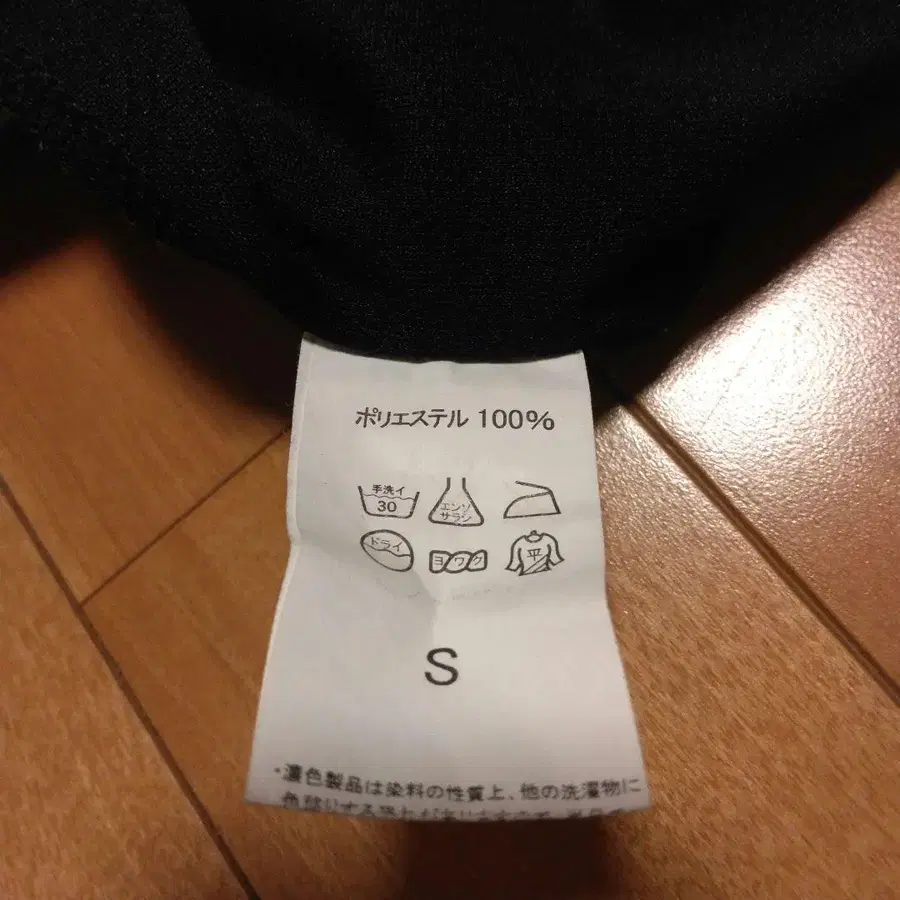 ポリエステル 100%
手洗イ
30
エンソ
サラシ
ドライ
ヨワク
平
S
・濃色製品は染料の性質上、他の洗濯物に